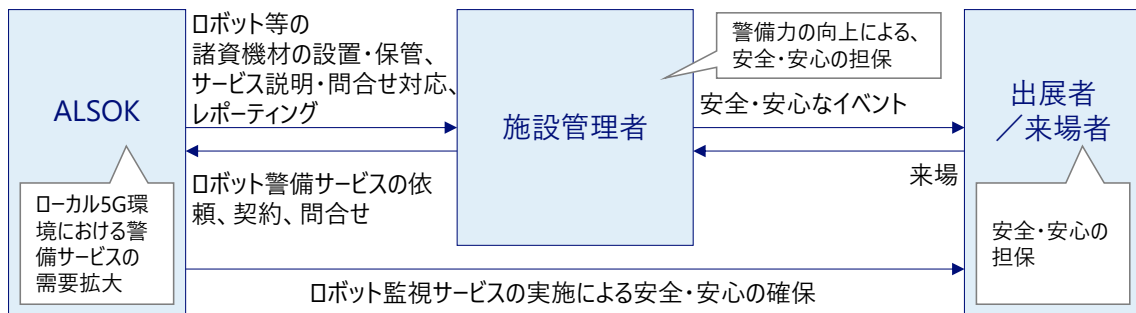 ALSOK
ローカル5G環
境における警
備サービスの
需要拡大
ロボット等の
諸資機材の設置・保管、
サービス説明・問合せ対応、
レポーティング
ロボット警備サービスの依
頼、契約、問合せ
施設管理者
警備力の向上による、
安全・安心の担保
安全・安心なイベント
来場
出展者
／来場者
安全・安心の
担保
ロボット監視サービスの実施による安全・安心の確保